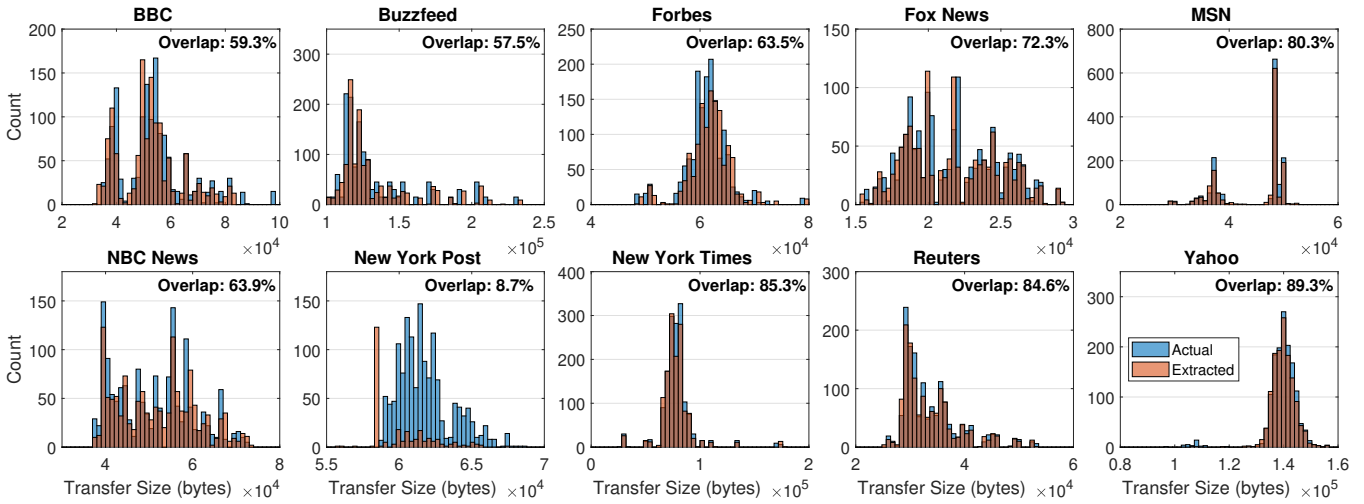 BBC
Overlap: 59.3%
200
150
100
50
0
Count
2 4 6 8 10
×10^4
Buzzfeed
Overlap: 57.5%
300
200
100
0
1 1.5 2 2.5
×10^5
Forbes
Overlap: 63.5%
250
200
150
100
50
0
4 6 8
×10^4
Fox News
Overlap: 72.3%
150
100
50
0
1.5 2 2.5 3
×10^4
MSN
Overlap: 80.3%
800
600
400
200
0
2 4 6
×10^4
NBC News
Overlap: 63.9%
150
100
50
0
Count
4 6 8
Transfer Size (bytes) ×10^4
New York Post
Overlap: 8.7%
150
100
50
0
5.5 6 6.5 7
Transfer Size (bytes) ×10^4
New York Times
Overlap: 85.3%
400
300
200
100
0
0 1 2
Transfer Size (bytes) ×10^5
Reuters
Overlap: 84.6%
300
200
100
0
2 4 6
Transfer Size (bytes) ×10^4
Yahoo
Overlap: 89.3%
300
200
100
0
Actual
Extracted
0.8 1 1.2 1.4 1.6
Transfer Size (bytes) ×10^5